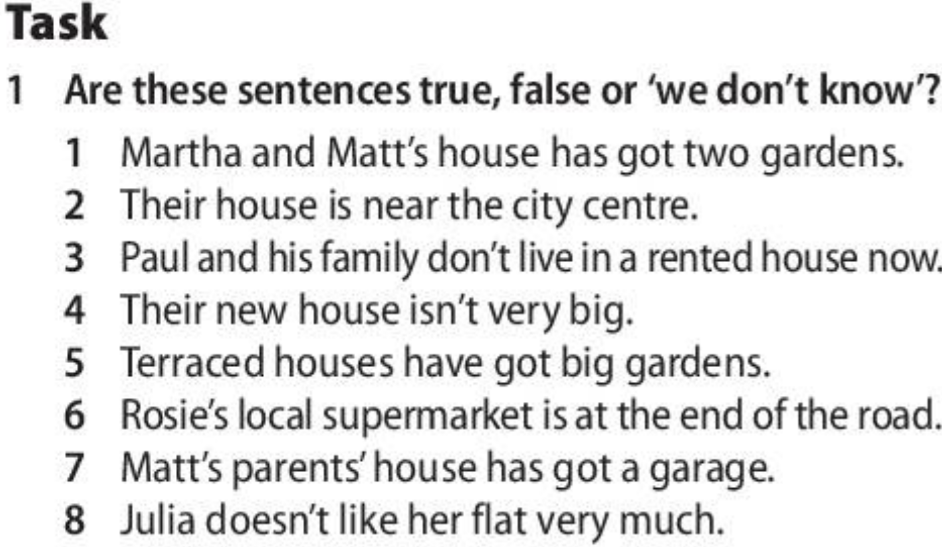 Task
1 Are these sentences true, false or ‘we don’t know’?
1 Martha and Matt’s house has got two gardens.
2 Their house is near the city centre.
3 Paul and his family don’t live in a rented house now.
4 Their new house isn’t very big.
5 Terraced houses have got big gardens.
6 Rosie’s local supermarket is at the end of the road.
7 Matt’s parents’ house has got a garage.
8 Julia doesn’t like her flat very much.